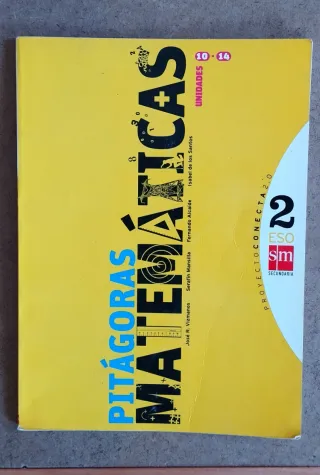 PITÁGORAS
MATEMÁTICAS
UNIDADES 10 - 14
José R. Vizmanos
Serafín Mansilla
Fernando Alcaide
Isabel de los Santos
PROYECTO CONECTA 2.0
2
ESO
sm
SECUNDARIA